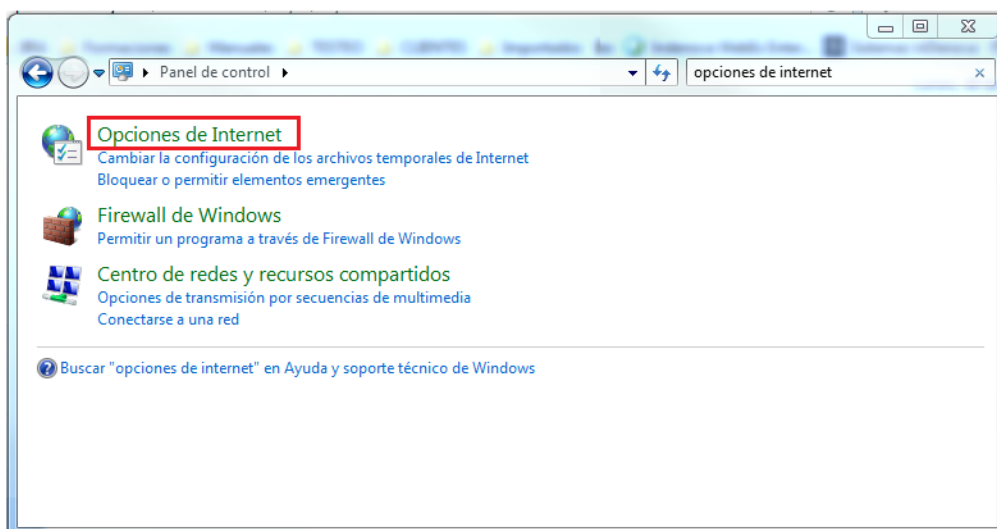 Panel de control
opciones de internet
Opciones de Internet
Cambiar la configuración de los archivos temporales de Internet
Bloquear o permitir elementos emergentes
Firewall de Windows
Permitir un programa a través de Firewall de Windows
Centro de redes y recursos compartidos
Opciones de transmisión por secuencias de multimedia
Conectarse a una red
Buscar "opciones de internet" en Ayuda y soporte técnico de Windows